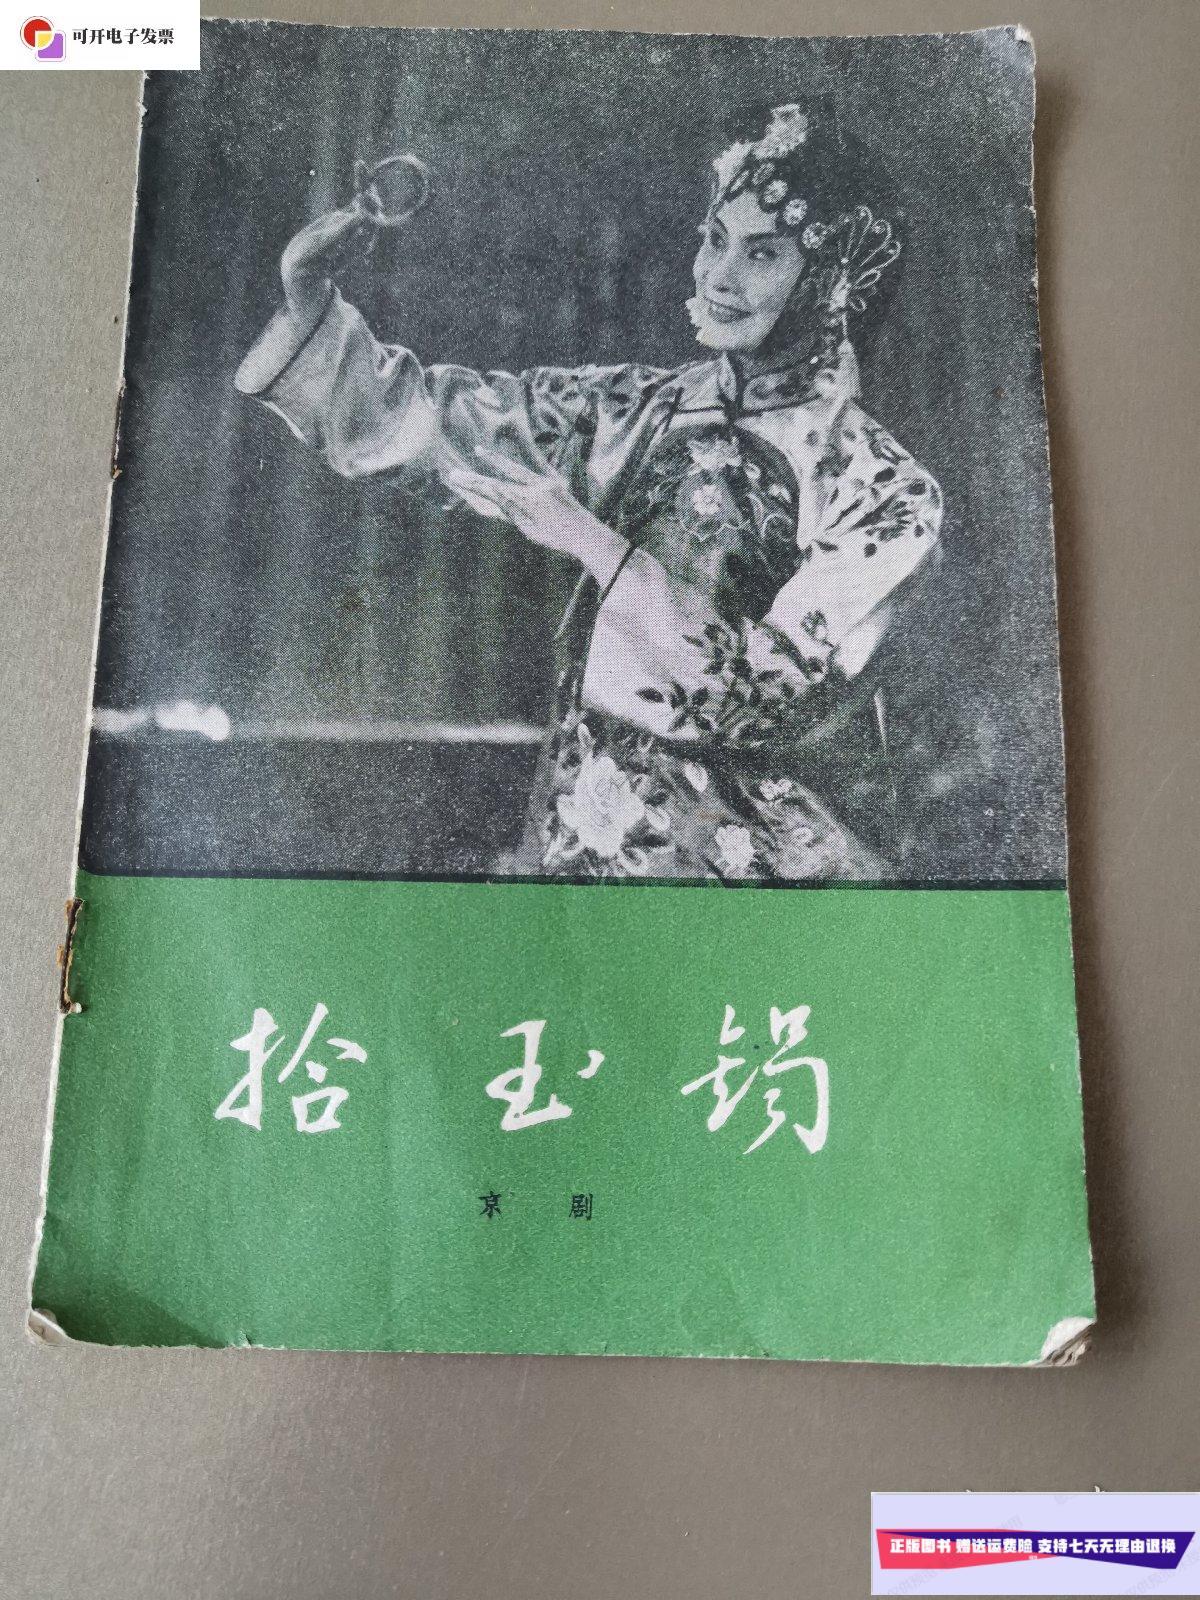 可开电子发票
拾玉镯
京剧
正版图书 赠送运费险 支持七天无理由退换